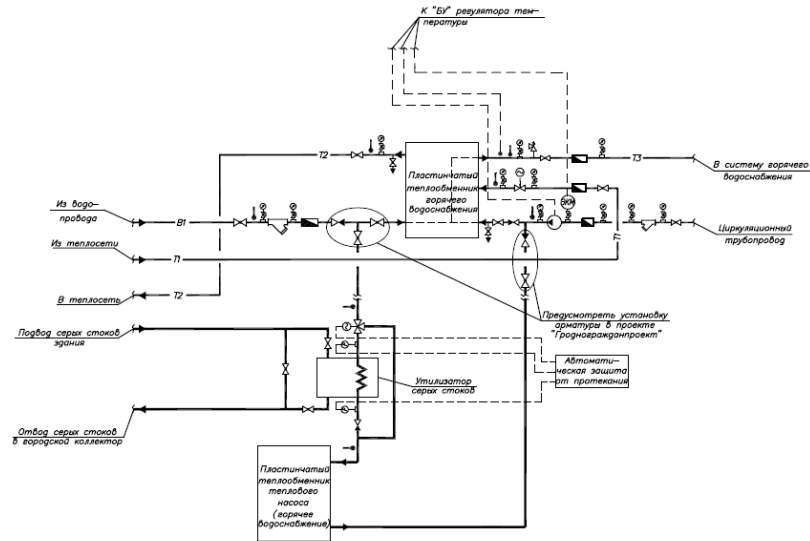 К "БУ" регулятора тем-
пературы
Т2
Т3
В систему горячего
водоснабжения
Пластинчатый
теплообменник
горячего
водоснабжения
Из водо-
провода
В1
ЭКМ
Т1
Циркуляционный
трубопровод
Из теплосети
Т1
В теплосеть
Т2
Предусмотреть установку
арматуры в проекте
"Гродногражданпроект"
Подвод серых стоков
здания
Автомати-
ческая защита
от протекания
Утилизатор
серых стоков
Отвод серых стоков
в городской коллектор
Пластинчатый
теплообменник
теплового
насоса
(горячее
водоснабжение)